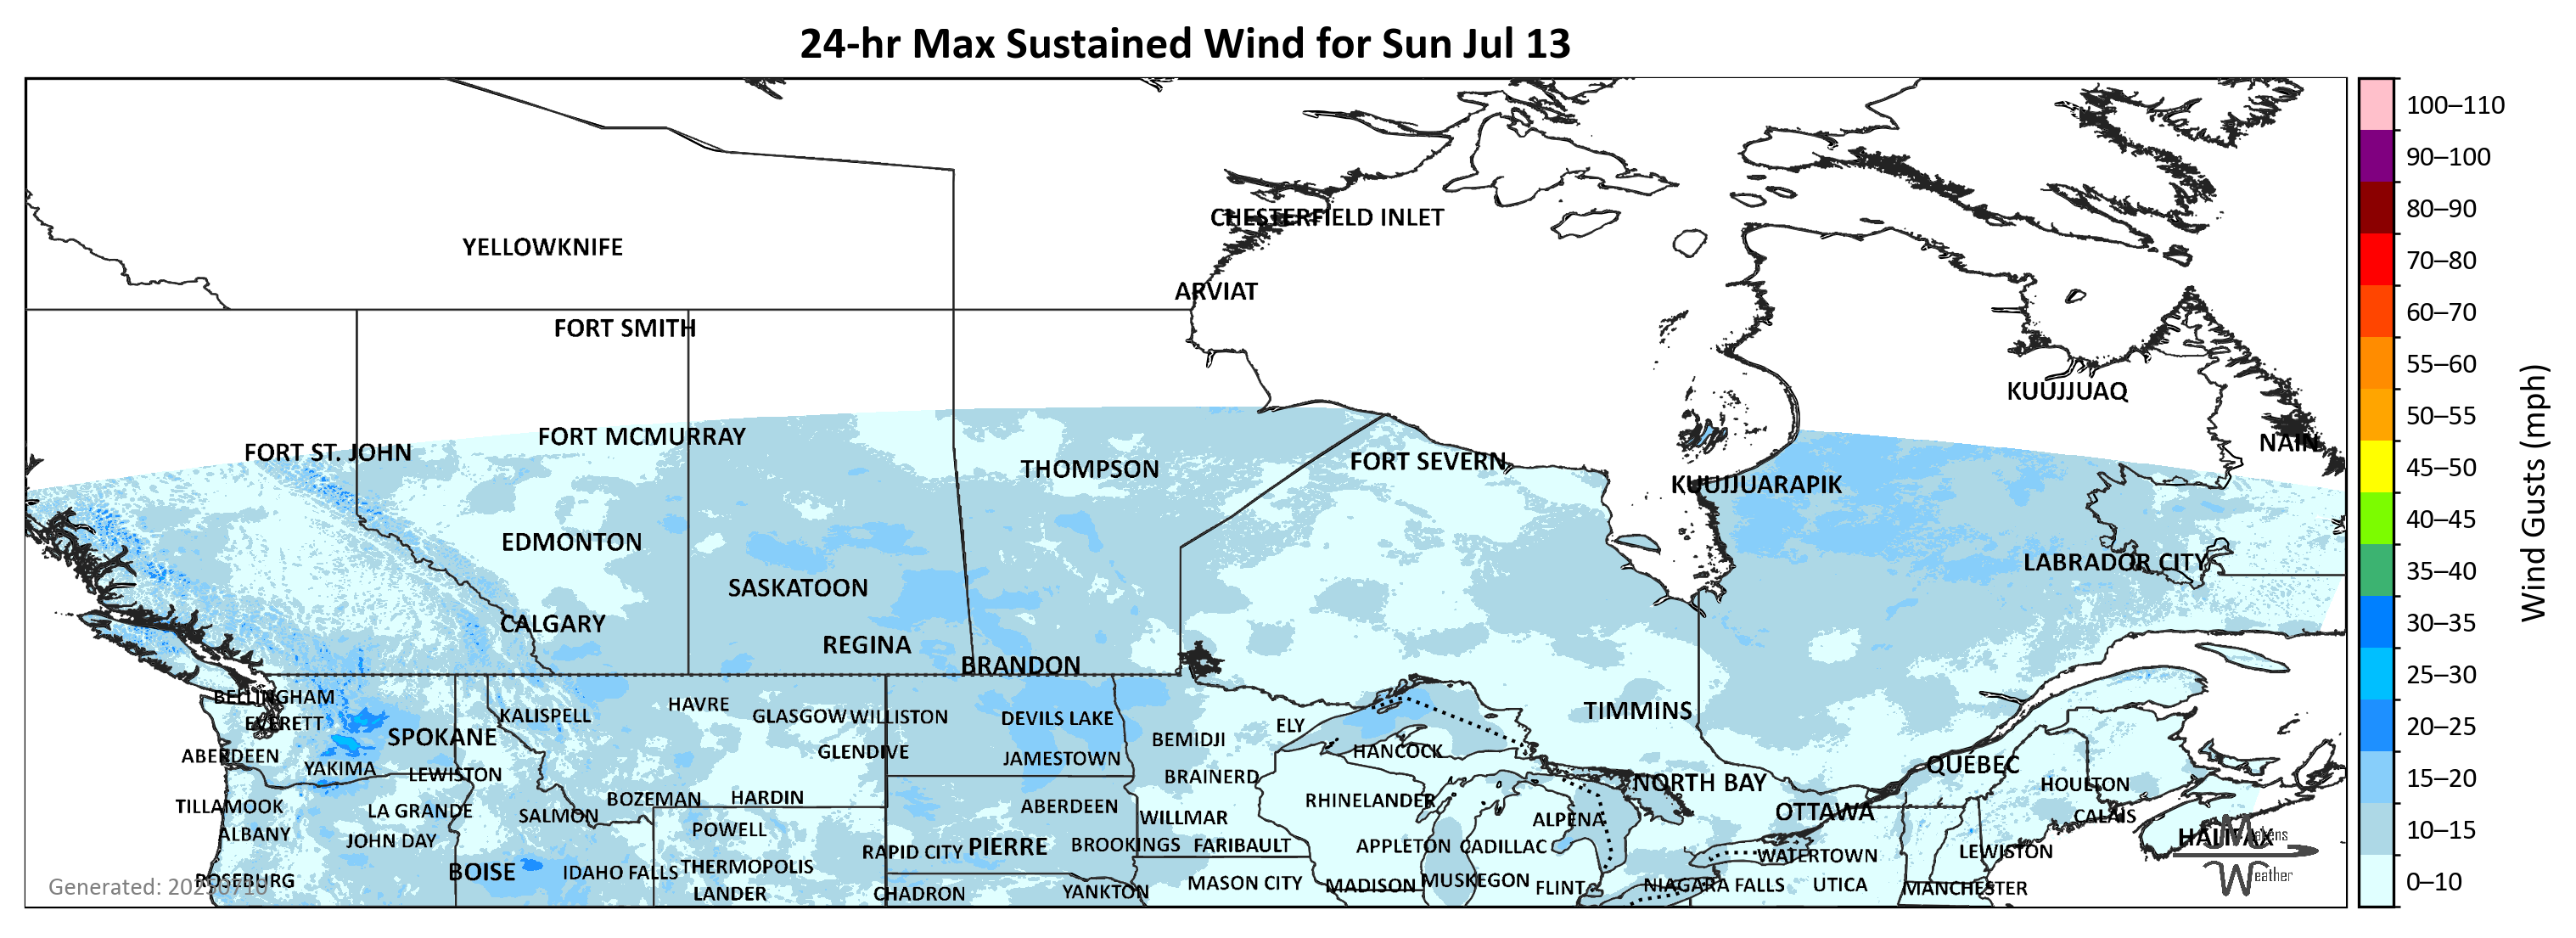 24-hr Max Sustained Wind for Sun Jul 13
100–110
90–100
80–90
70–80
60–70
55–60
50–55
45–50
40–45
35–40
30–35
25–30
20–25
15–20
10–15
0–10
Wind Gusts (mph)
CHESTERFIELD INLET
YELLOWKNIFE
ARVIAT
FORT SMITH
KUUJJUAQ
FORT MCMURRAY
NAIN
FORT ST. JOHN
FORT SEVERN
THOMPSON
KUUJJUARAPIK
EDMONTON
LABRADOR CITY
SASKATOON
CALGARY
REGINA
BRANDON
BELLINGHAM
HAVRE
TIMMINS
KALISPELL
GLASGOW
WILLISTON
DEVILS LAKE
EVERETT
ELY
SPOKANE
BEMIDJI
GLENDIVE
HANCOCK
ABERDEEN
JAMESTOWN
QUÉBEC
YAKIMA
LEWISTON
BRAINERD
NORTH BAY
HOULTON
BOZEMAN
HARDIN
RHINELANDER
TILLAMOOK
LA GRANDE
ABERDEEN
OTTAWA
SALMON
WILLMAR
CALAIS
ALPENA
ALBANY
POWELL
HALIFAX
JOHN DAY
PIERRE
BROOKINGS
FARIBAULT
APPLETON
CADILLAC
RAPID CITY
WATERTOWN
LEWISTON
BOISE
IDAHO FALLS
THERMOPOLIS
ROSEBURG
MASON CITY
MADISON
MUSKEGON
FLINT
NIAGARA FALLS
UTICA
MANCHESTER
LANDER
CHADRON
YANKTON
Generated: 20250710
Weather